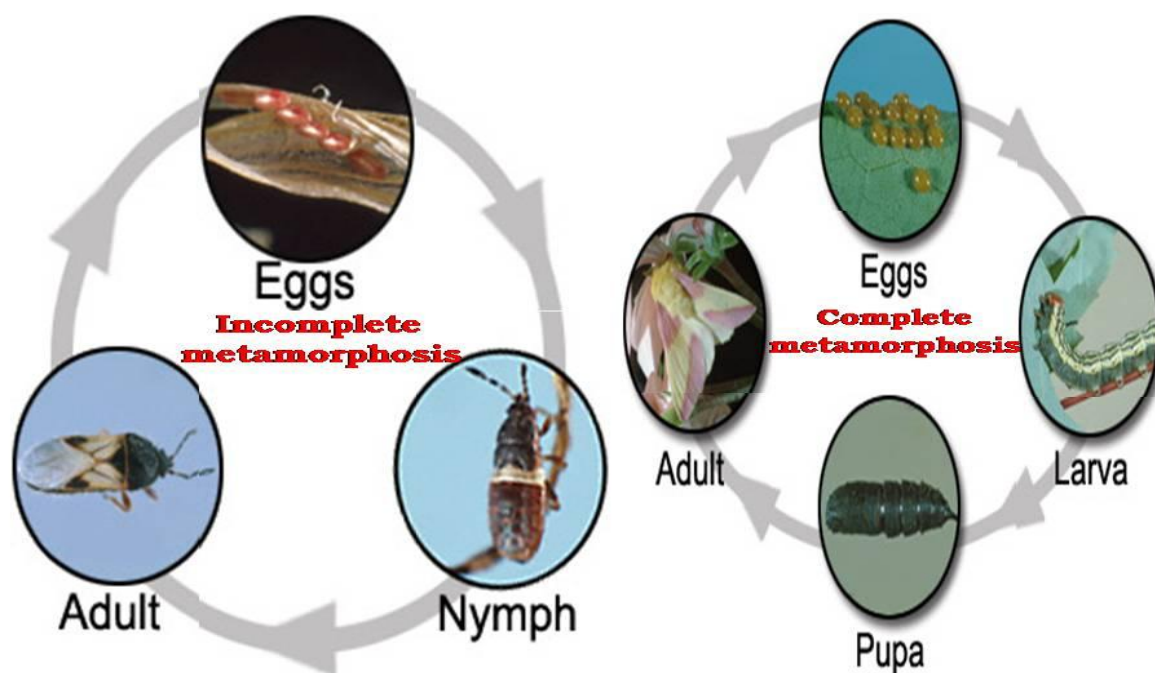 Eggs
Incomplete
metamorphosis
Adult
Nymph
Eggs
Complete
metamorphosis
Adult
Larva
Pupa